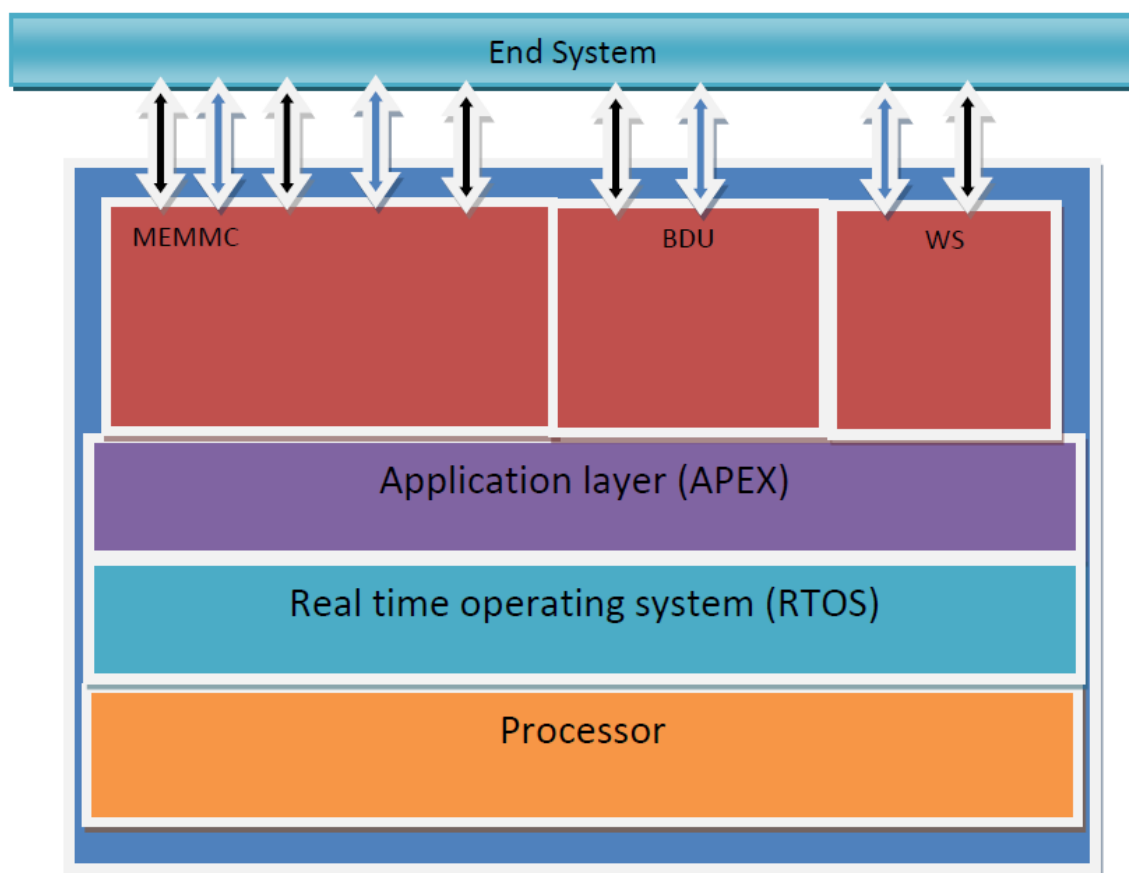 End System
MEMMC
BDU
WS
Application layer (APEX)
Real time operating system (RTOS)
Processor